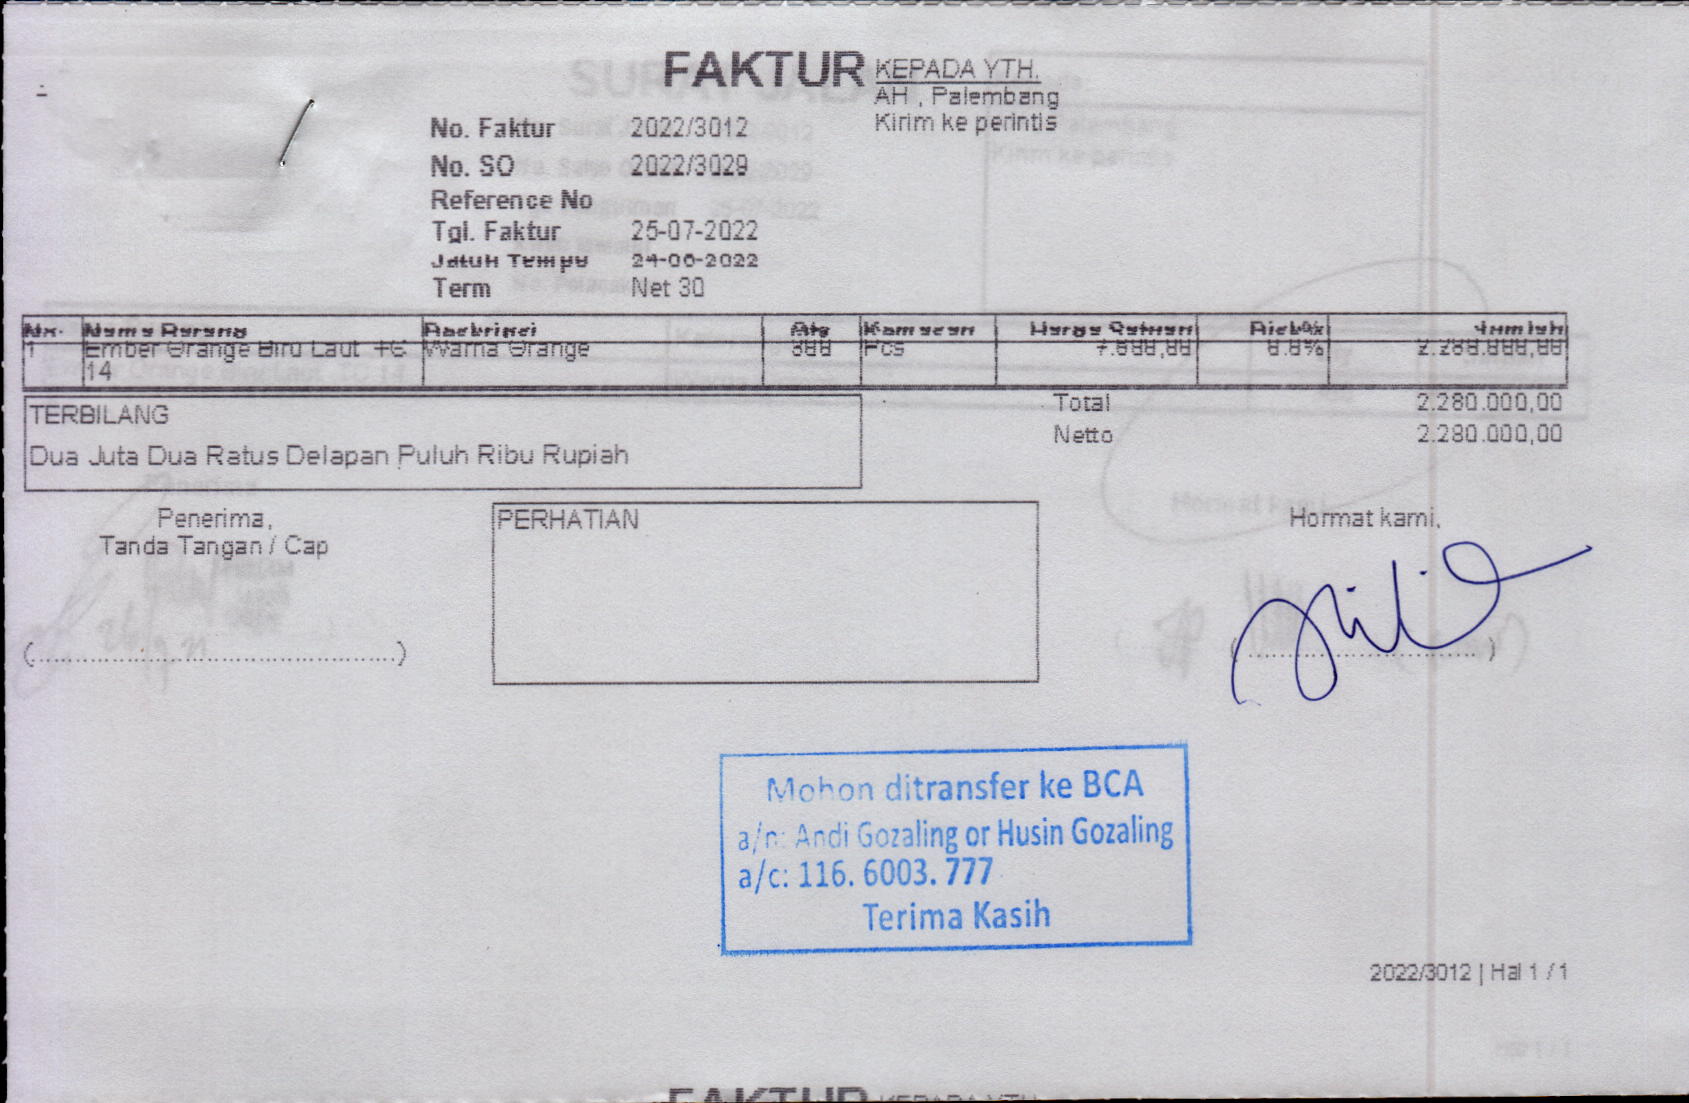 FAKTUR
KEPADA YTH.
AH , Palembang
Kirim ke perintis
No. Faktur 2022/3012
No. SO 2022/3029
Reference No
Tgl. Faktur 25-07-2022
Jatuh Tempo
Term Net 30
No. Nama Barang Deskripsi Qty Kemasan Harga Satuan Disk% Jumlah
1 Ember Orange Biru Laut TC Warna Orange Pcs
14
TERBILANG
Dua Juta Dua Ratus Delapan Puluh Ribu Rupiah
Total 2.280.000,00
Netto 2.280.000,00
Penerima,
Tanda Tangan / Cap
PERHATIAN
Hormat kami,
(..........................................................)
(..........................................................)
Mohon ditransfer ke BCA
a/n: Andi Gozaling or Husin Gozaling
a/c: 116. 6003. 777
Terima Kasih
2022/3012 | Hal 1 / 1
FAKTUR KEPADA YTH.